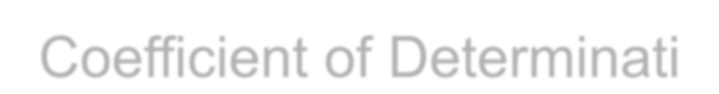 Coefficient of Determinati